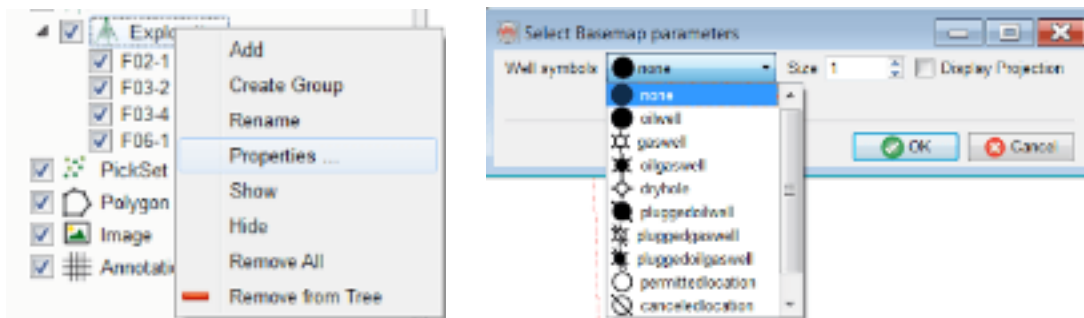 F02-1
F03-2
F03-4
F06-1
PickSet
Polygon
Image
Annotati
Add
Create Group
Rename
Properties ...
Show
Hide
Remove All
Remove from Tree
Select Basemap parameters
Well symbols none Size 1 Display Projection
none
oilwell
gaswell
oilgaswell
dryhole
pluggedoilwell
pluggedgaswell
pluggedoilgaswell
permittedlocation
canceledlocation
OK Cancel